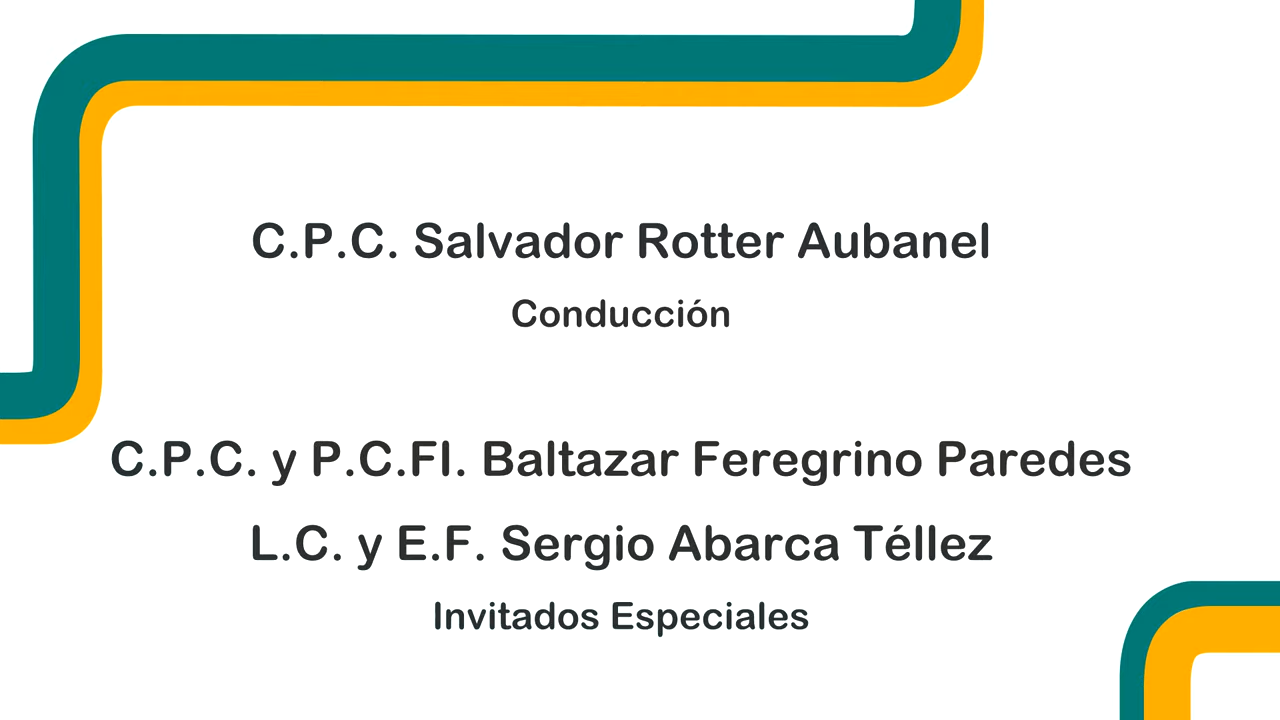 C.P.C. Salvador Rotter Aubanel
Conducción
C.P.C. y P.C.FI. Baltazar Feregrino Paredes
L.C. y E.F. Sergio Abarca Téllez
Invitados Especiales